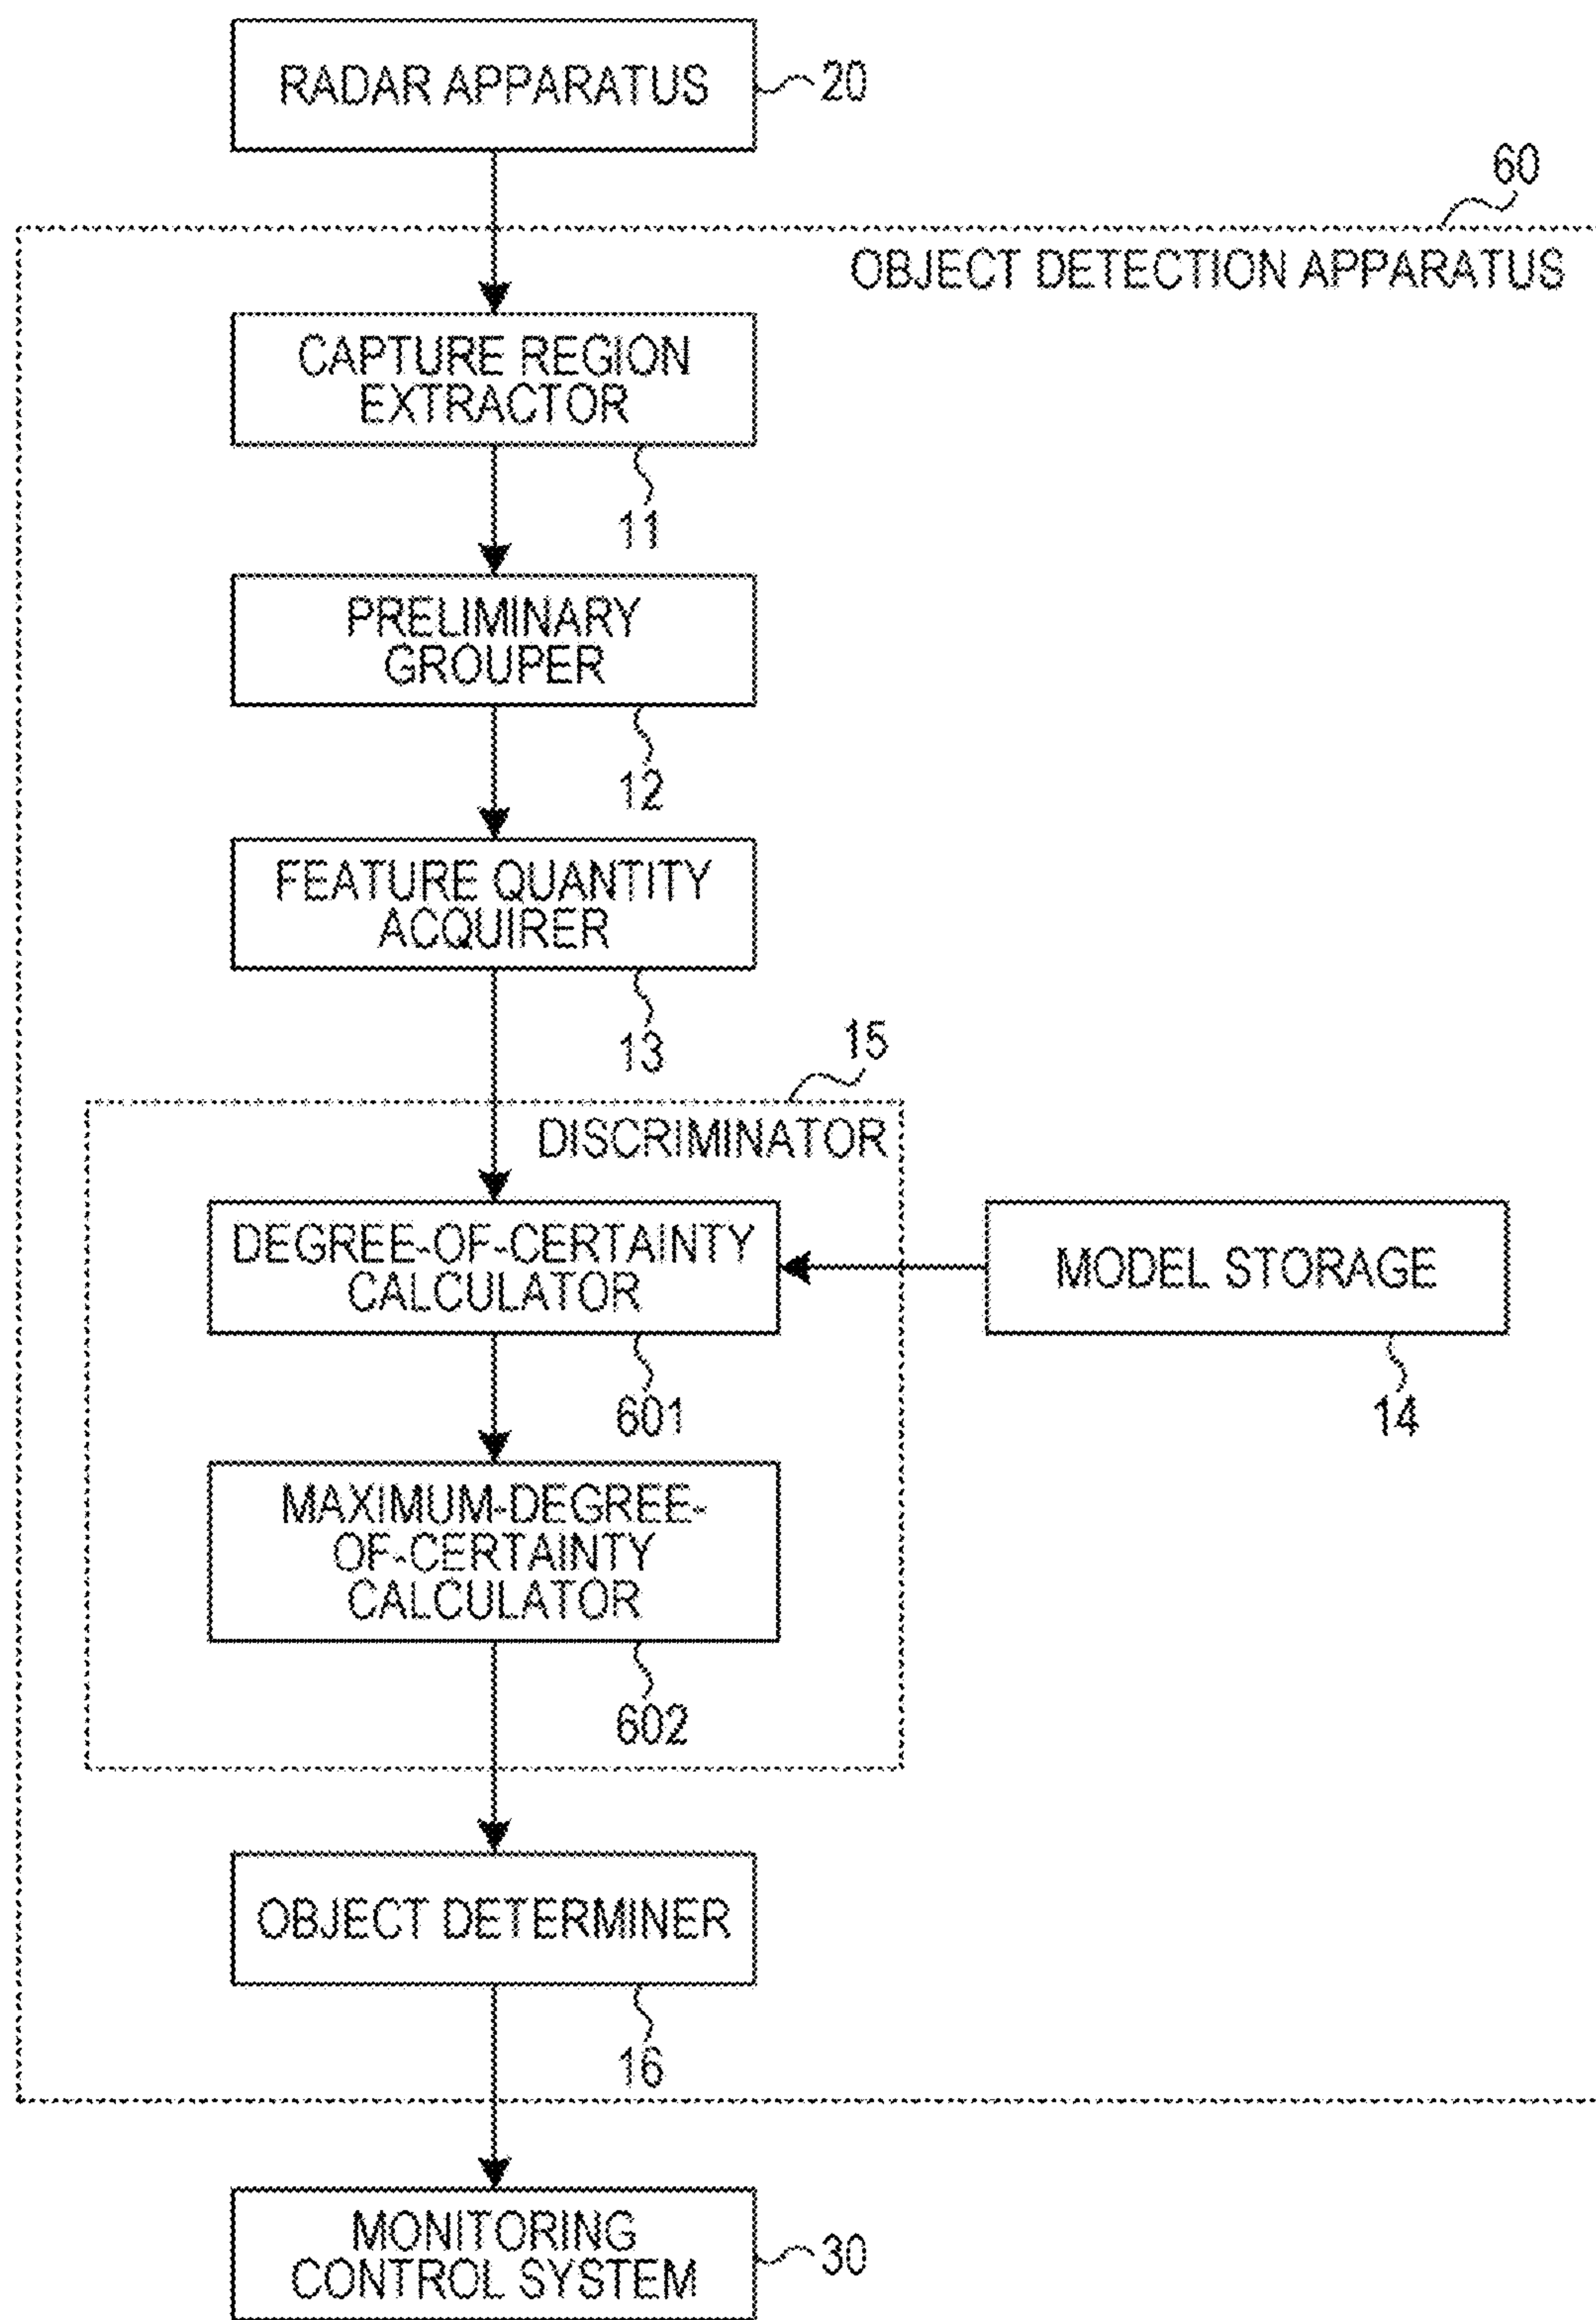 RADAR APPARATUS
20
60
OBJECT DETECTION APPARATUS
CAPTURE REGION
EXTRACTOR
11
PRELIMINARY
GROUPER
12
FEATURE QUANTITY
ACQUIRER
13
15
DISCRIMINATOR
DEGREE-OF-CERTAINTY
CALCULATOR
601
MODEL STORAGE
14
MAXIMUM-DEGREE-
OF-CERTAINTY
CALCULATOR
602
OBJECT DETERMINER
16
MONITORING
CONTROL SYSTEM
30